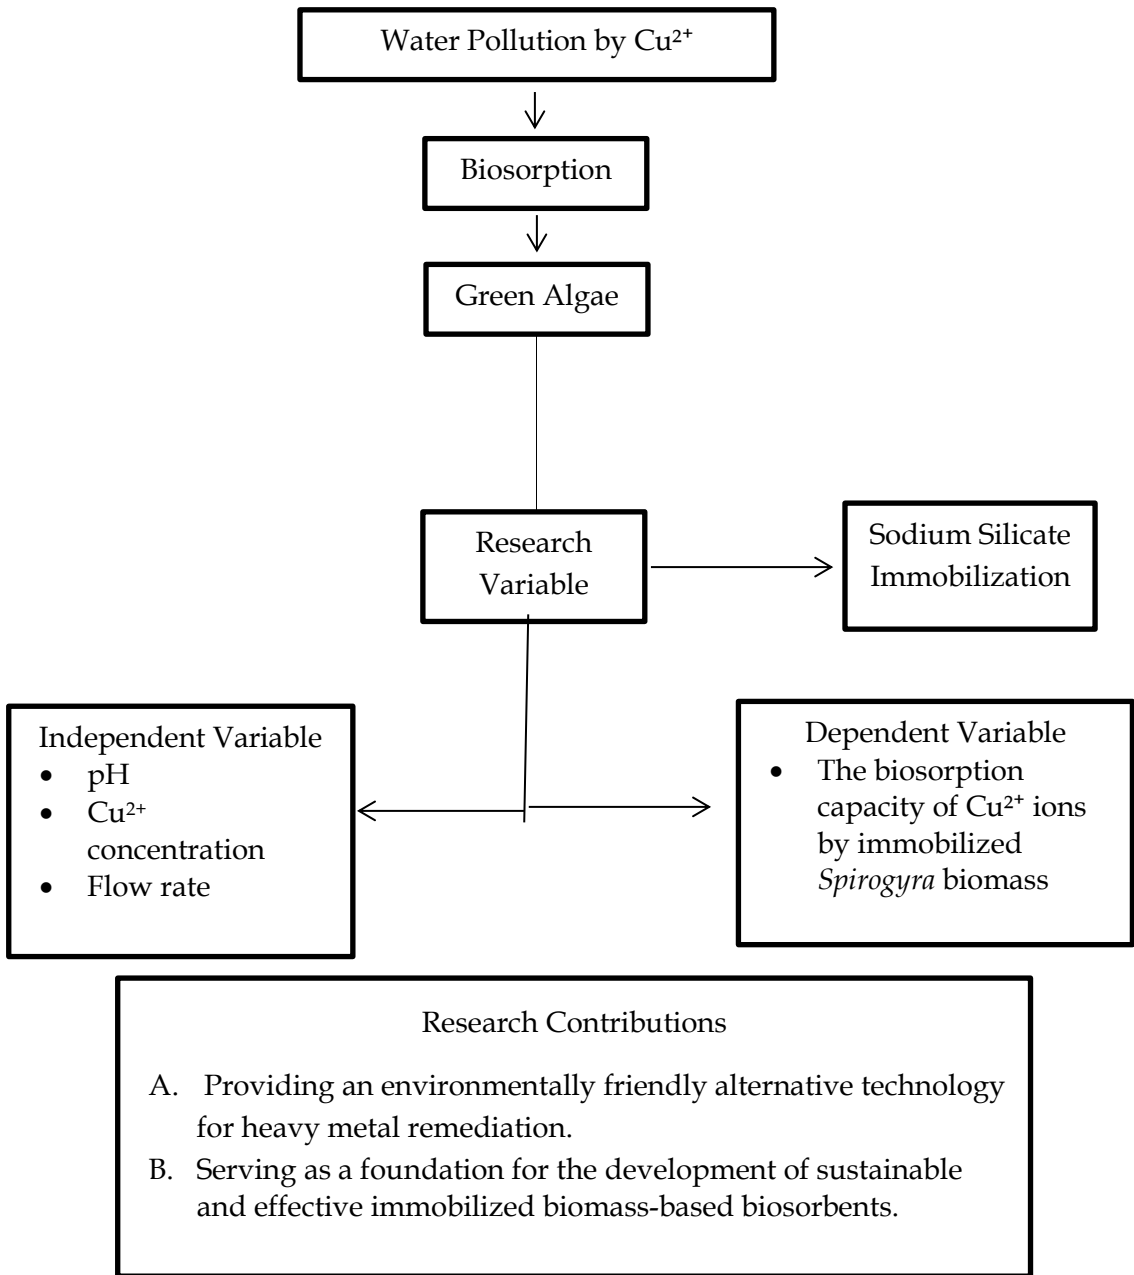 Water Pollution by Cu²⁺
Biosorption
Green Algae
Research
Variable
Sodium Silicate
Immobilization
Independent Variable
• pH
• Cu²⁺
concentration
• Flow rate
Dependent Variable
• The biosorption
capacity of Cu²⁺ ions
by immobilized
Spirogyra biomass
Research Contributions
A. Providing an environmentally friendly alternative technology
for heavy metal remediation.
B. Serving as a foundation for the development of sustainable
and effective immobilized biomass-based biosorbents.